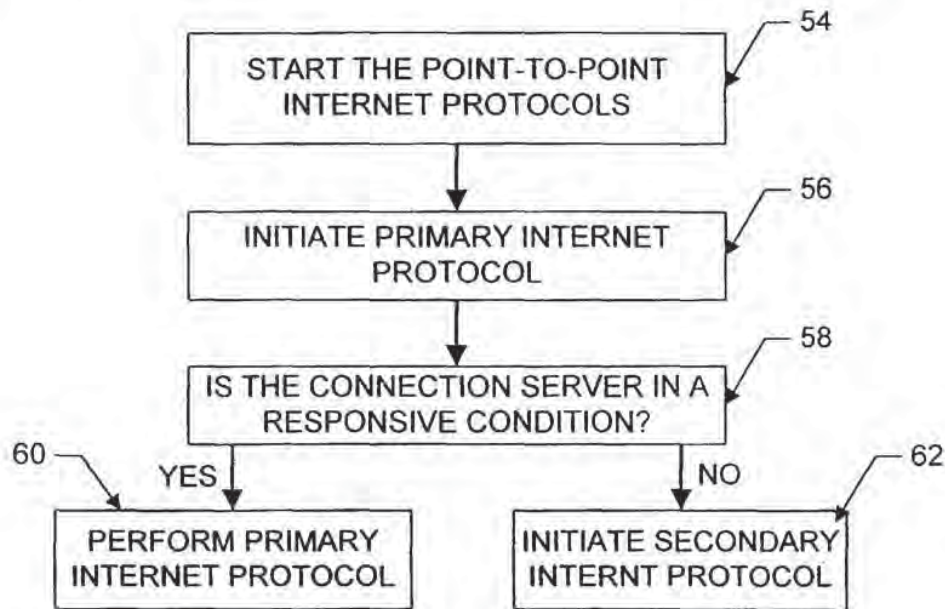 54
START THE POINT-TO-POINT
INTERNET PROTOCOLS
56
INITIATE PRIMARY INTERNET
PROTOCOL
58
IS THE CONNECTION SERVER IN A
RESPONSIVE CONDITION?
60
YES
NO
62
PERFORM PRIMARY
INTERNET PROTOCOL
INITIATE SECONDARY
INTERNT PROTOCOL